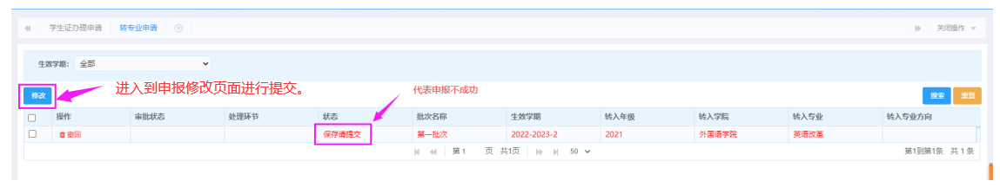 学生证办理申请 转专业申请 关闭操作
生效学期: 全部
修改 进入到申报修改页面进行提交。 代表申报不成功 搜索 重置
操作 审批状态 处理环节 状态 批次名称 生效学期 转入年级 转入学院 转入专业 转入专业方向
撤回 保存请提交 第一批次 2022-2023-2 2021 外国语学院 英语改革
第 1 页 共1页 50 第1到第1条 共 1 条